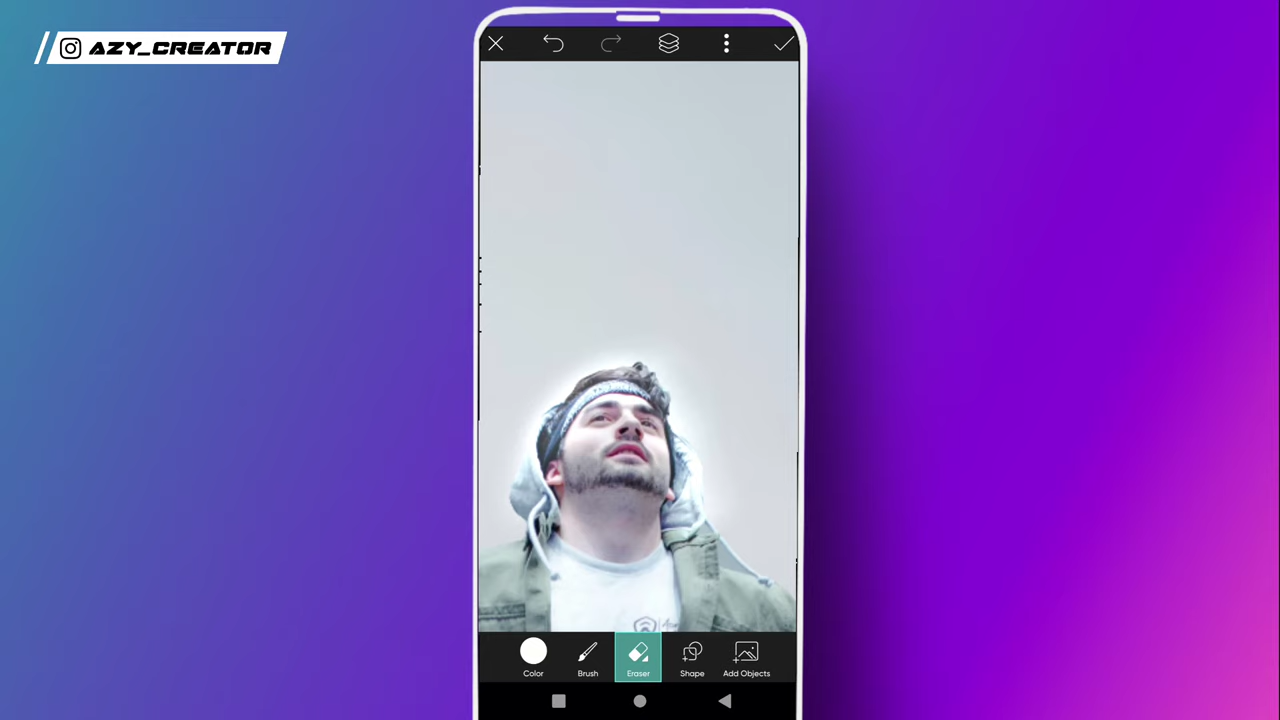 AZY_CREATOR
Color
Brush
Eraser
Shape
Add Objects